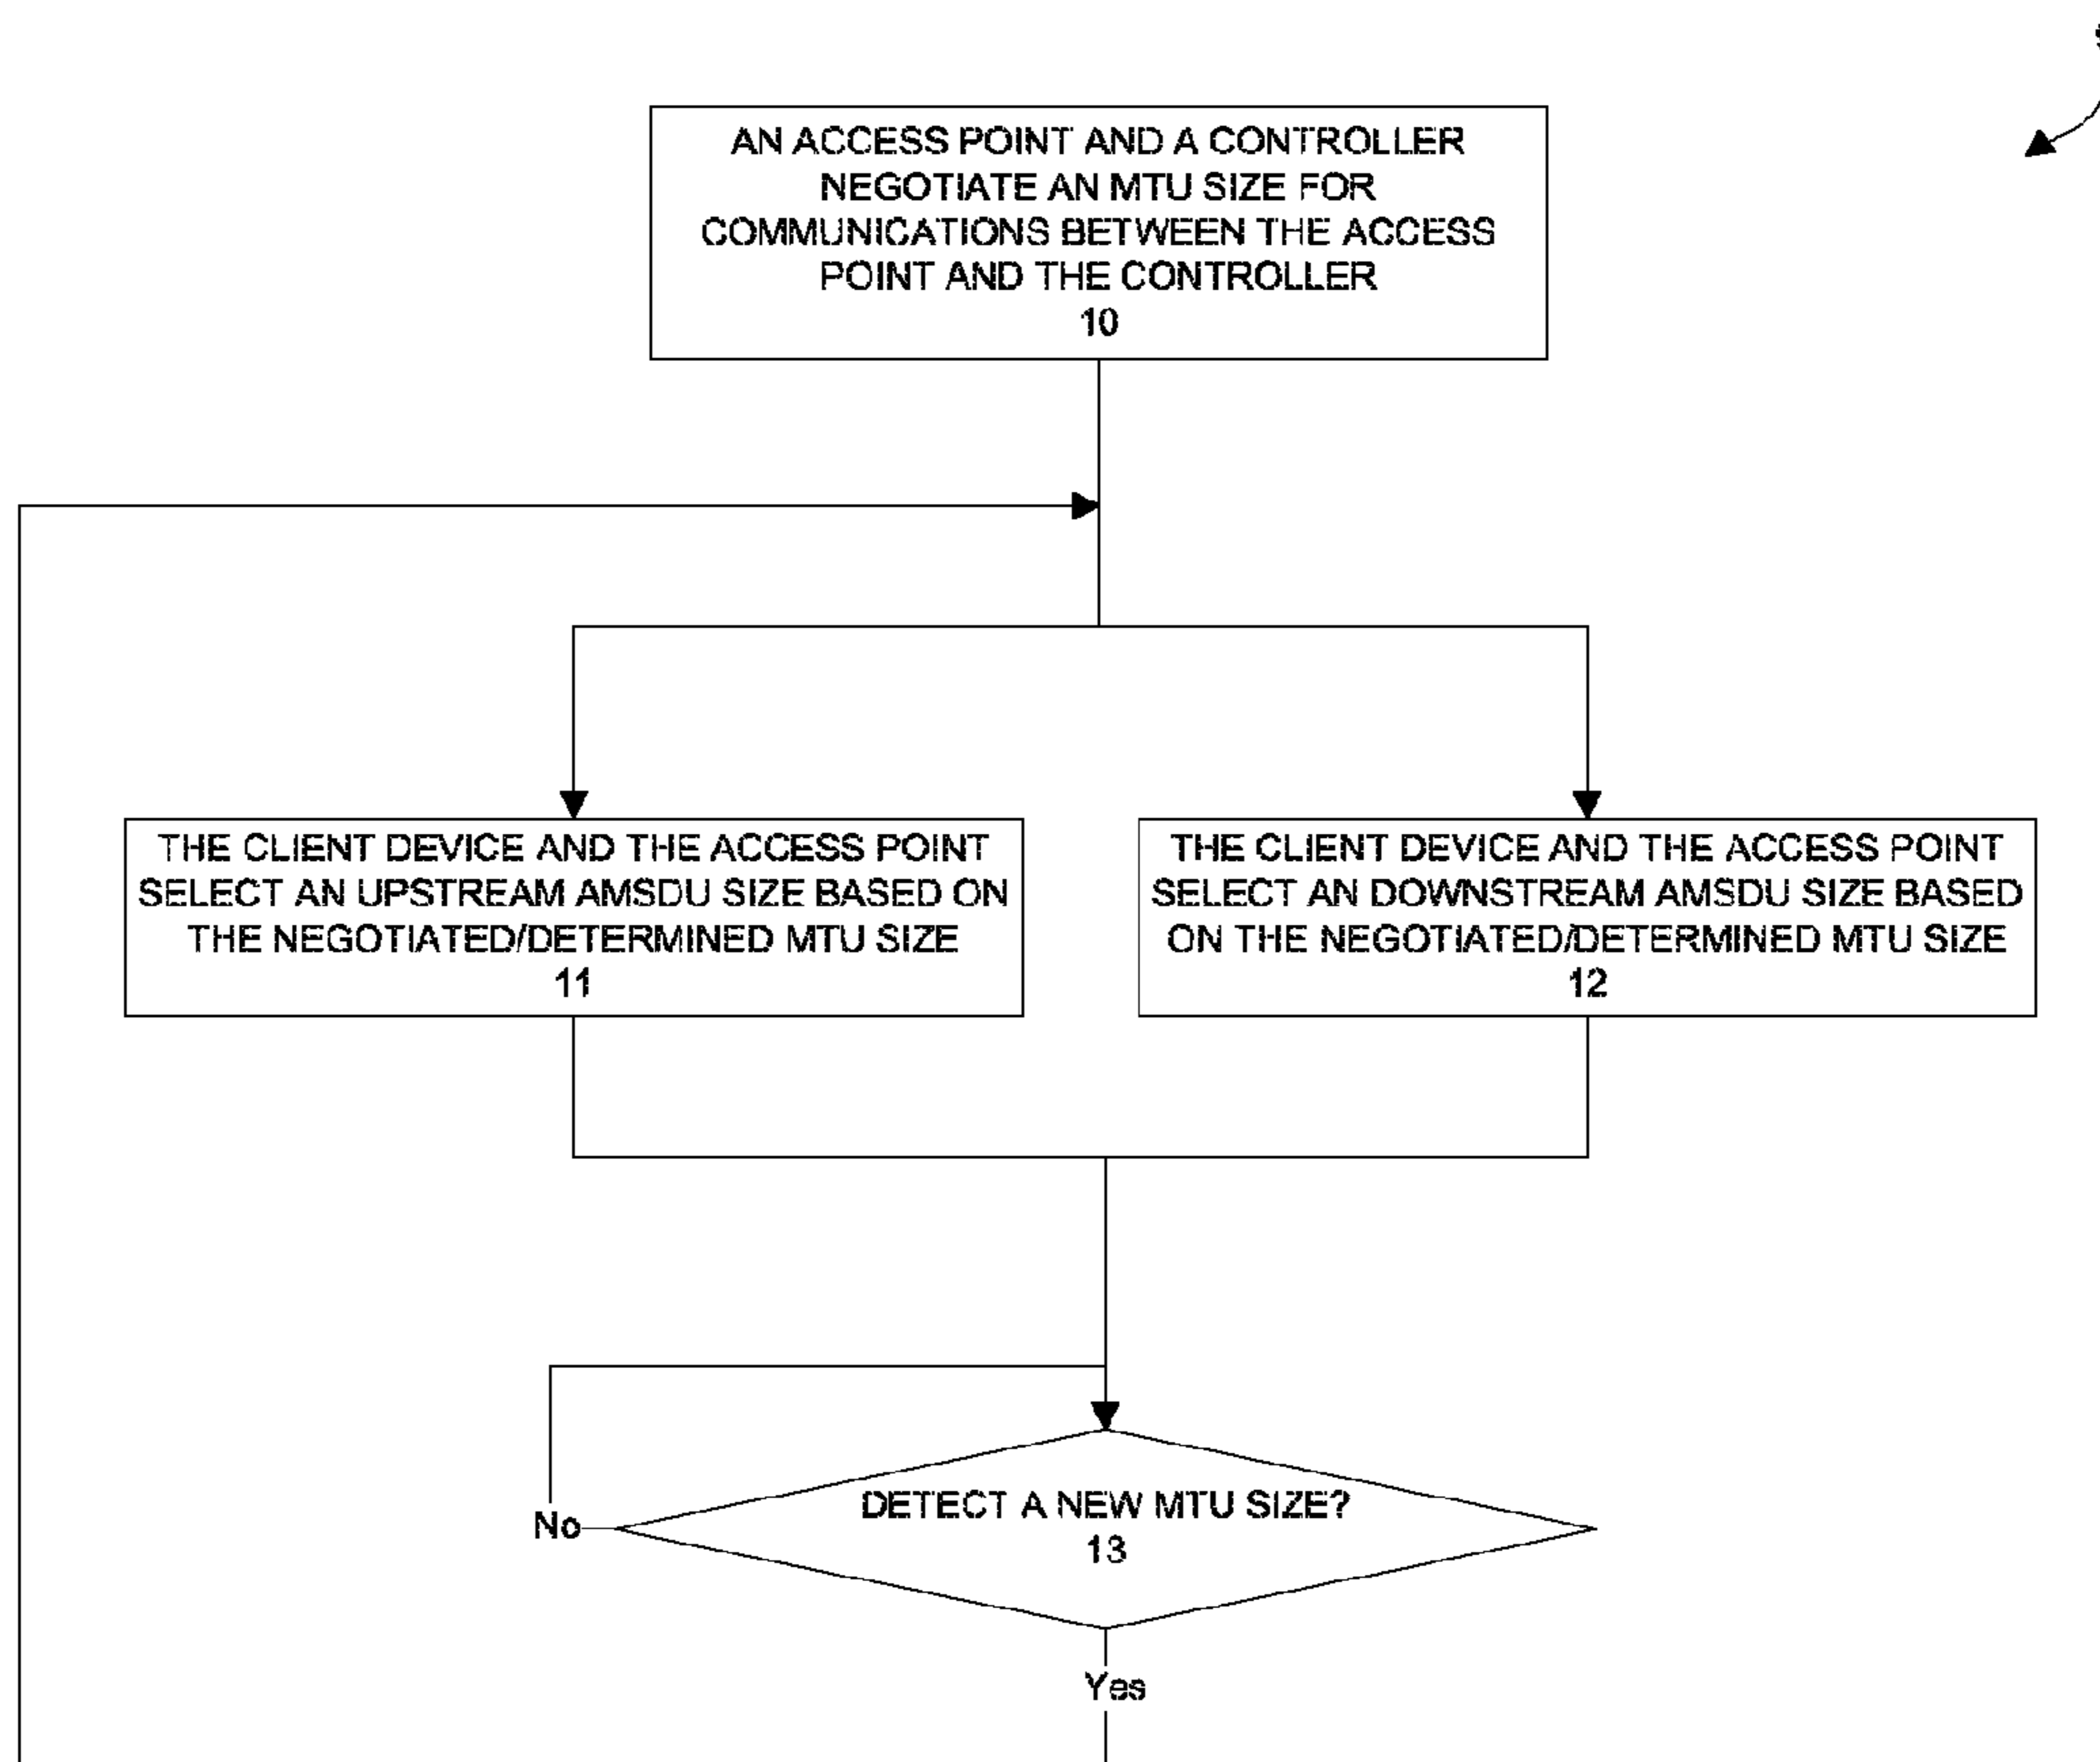 AN ACCESS POINT AND A CONTROLLER
NEGOTIATE AN MTU SIZE FOR
COMMUNICATIONS BETWEEN THE ACCESS
POINT AND THE CONTROLLER
10
THE CLIENT DEVICE AND THE ACCESS POINT
SELECT AN UPSTREAM AMSDU SIZE BASED ON
THE NEGOTIATED/DETERMINED MTU SIZE
11
THE CLIENT DEVICE AND THE ACCESS POINT
SELECT AN DOWNSTREAM AMSDU SIZE BASED
ON THE NEGOTIATED/DETERMINED MTU SIZE
12
DETECT A NEW MTU SIZE?
13
No
Yes